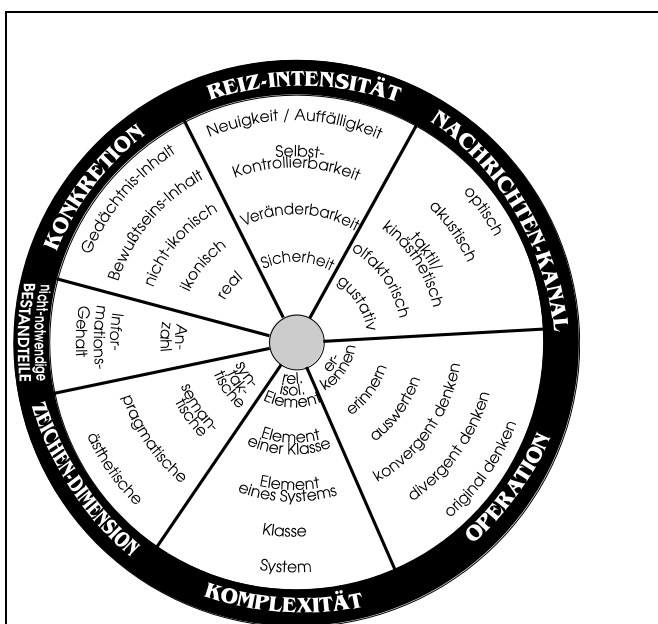 REIZ-INTENSITÄT
Neuigkeit / Auffälligkeit
Selbst-
Kontrollierbarkeit
Veränderbarkeit
Sicherheit
NACHRICHTEN-KANAL
optisch
akustisch
taktil/
kinästhetisch
olfaktorisch
gustativ
OPERATION
er-
kennen
erinnern
auswerten
konvergent denken
divergent denken
original denken
KOMPLEXITÄT
rel.
Isol.
Element
Element
einer Klasse
Element
eines Systems
Klasse
System
ZEICHEN-DIMENSION
syn-
tak-
tische
seman-
tische
pragmatische
ästhetische
nicht-notwendige
BESTANDTEILE
An-
zahl
Infor-
mations-
Gehalt
KONKRETION
Gedächtnis-Inhalt
Bewußtseins-Inhalt
nicht-ikonisch
ikonisch
real